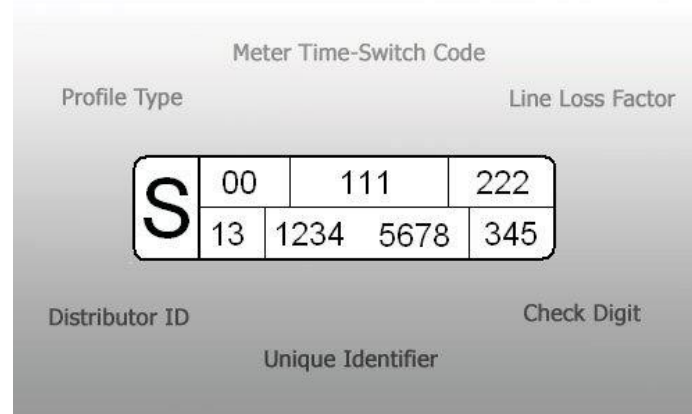 Meter Time-Switch Code
Profile Type Line Loss Factor
S 00 111 222
13 1234 5678 345
Distributor ID Check Digit
Unique Identifier